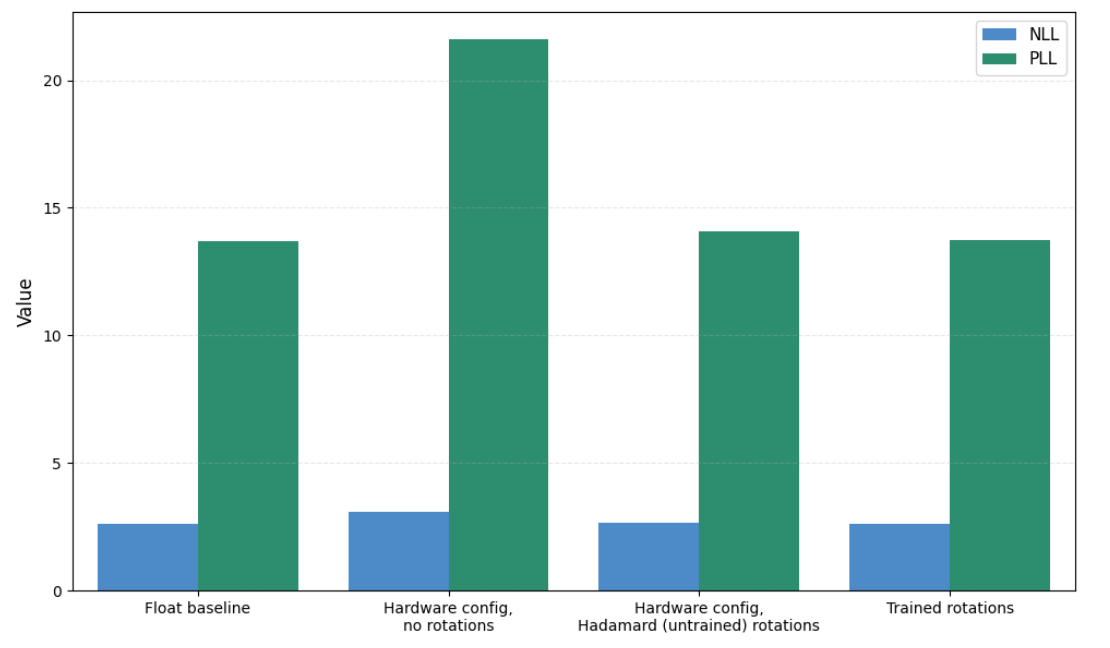 NLL
PLL
Value
20
15
10
5
0
Float baseline
Hardware config,
no rotations
Hardware config,
Hadamard (untrained) rotations
Trained rotations